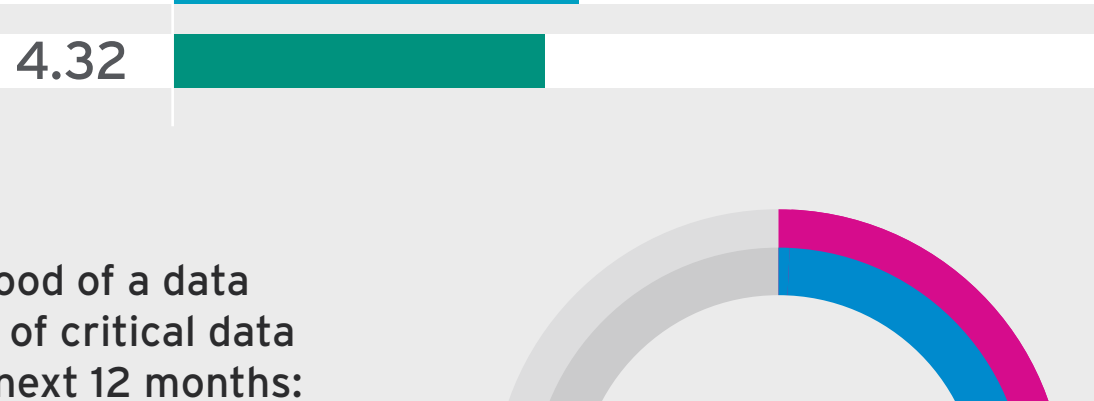 4.32
ood of a data
of critical data
next 12 months: